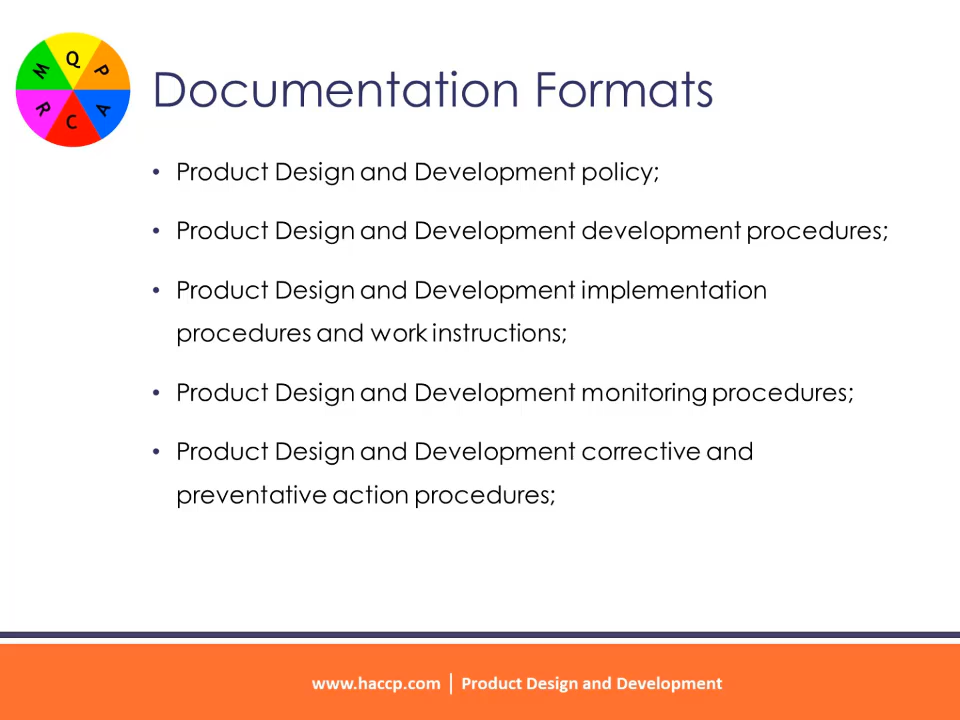 M Q P
R C A
Documentation Formats
• Product Design and Development policy;
• Product Design and Development development procedures;
• Product Design and Development implementation
procedures and work instructions;
• Product Design and Development monitoring procedures;
• Product Design and Development corrective and
preventative action procedures;
www.haccp.com | Product Design and Development